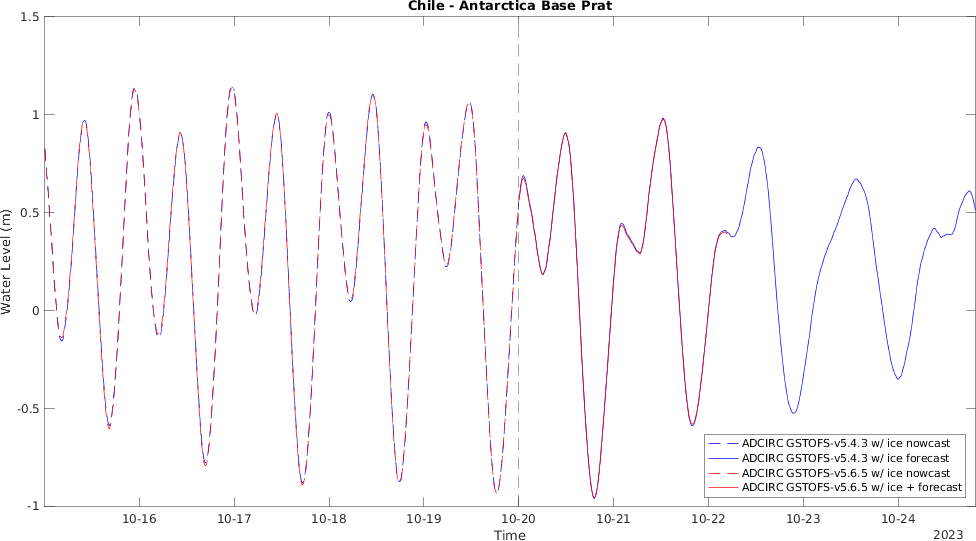 Chile - Antarctica Base Prat
1.5
1
0.5
0
-0.5
-1
Water Level (m)
10-16
10-17
10-18
10-19
10-20
10-21
10-22
10-23
10-24
Time
2023
ADCIRC GSTOFS-v5.4.3 w/ ice nowcast
ADCIRC GSTOFS-v5.4.3 w/ ice forecast
ADCIRC GSTOFS-v5.6.5 w/ ice nowcast
ADCIRC GSTOFS-v5.6.5 w/ ice + forecast